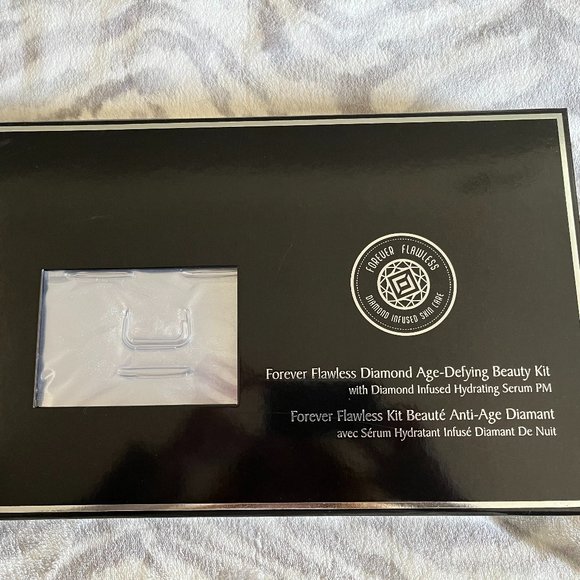 FOREVER FLAWLESS
DIAMOND INFUSED SKIN CARE
Forever Flawless Diamond Age-Defying Beauty Kit
with Diamond Infused Hydrating Serum PM
Forever Flawless Kit Beauté Anti-Age Diamant
avec Sérum Hydratant Infusé Diamant De Nuit